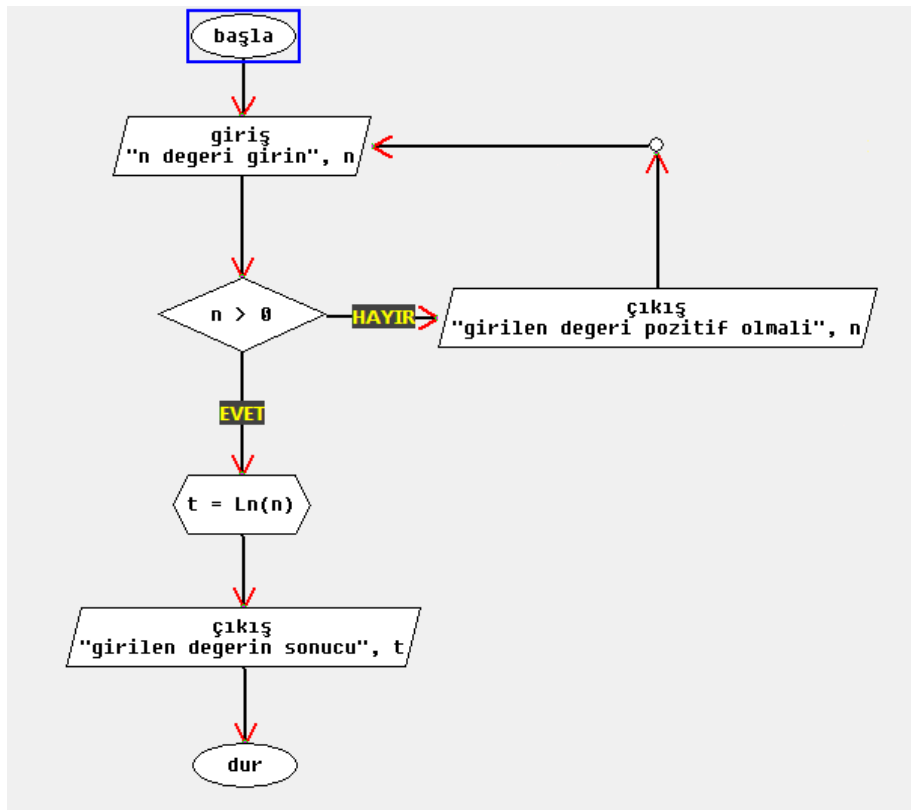 başla
giriş
"n degeri girin", n
n > 0
HAYIR
çıkış
"girilen degeri pozitif olmali", n
EVET
t = Ln(n)
çıkış
"girilen degerin sonucu", t
dur